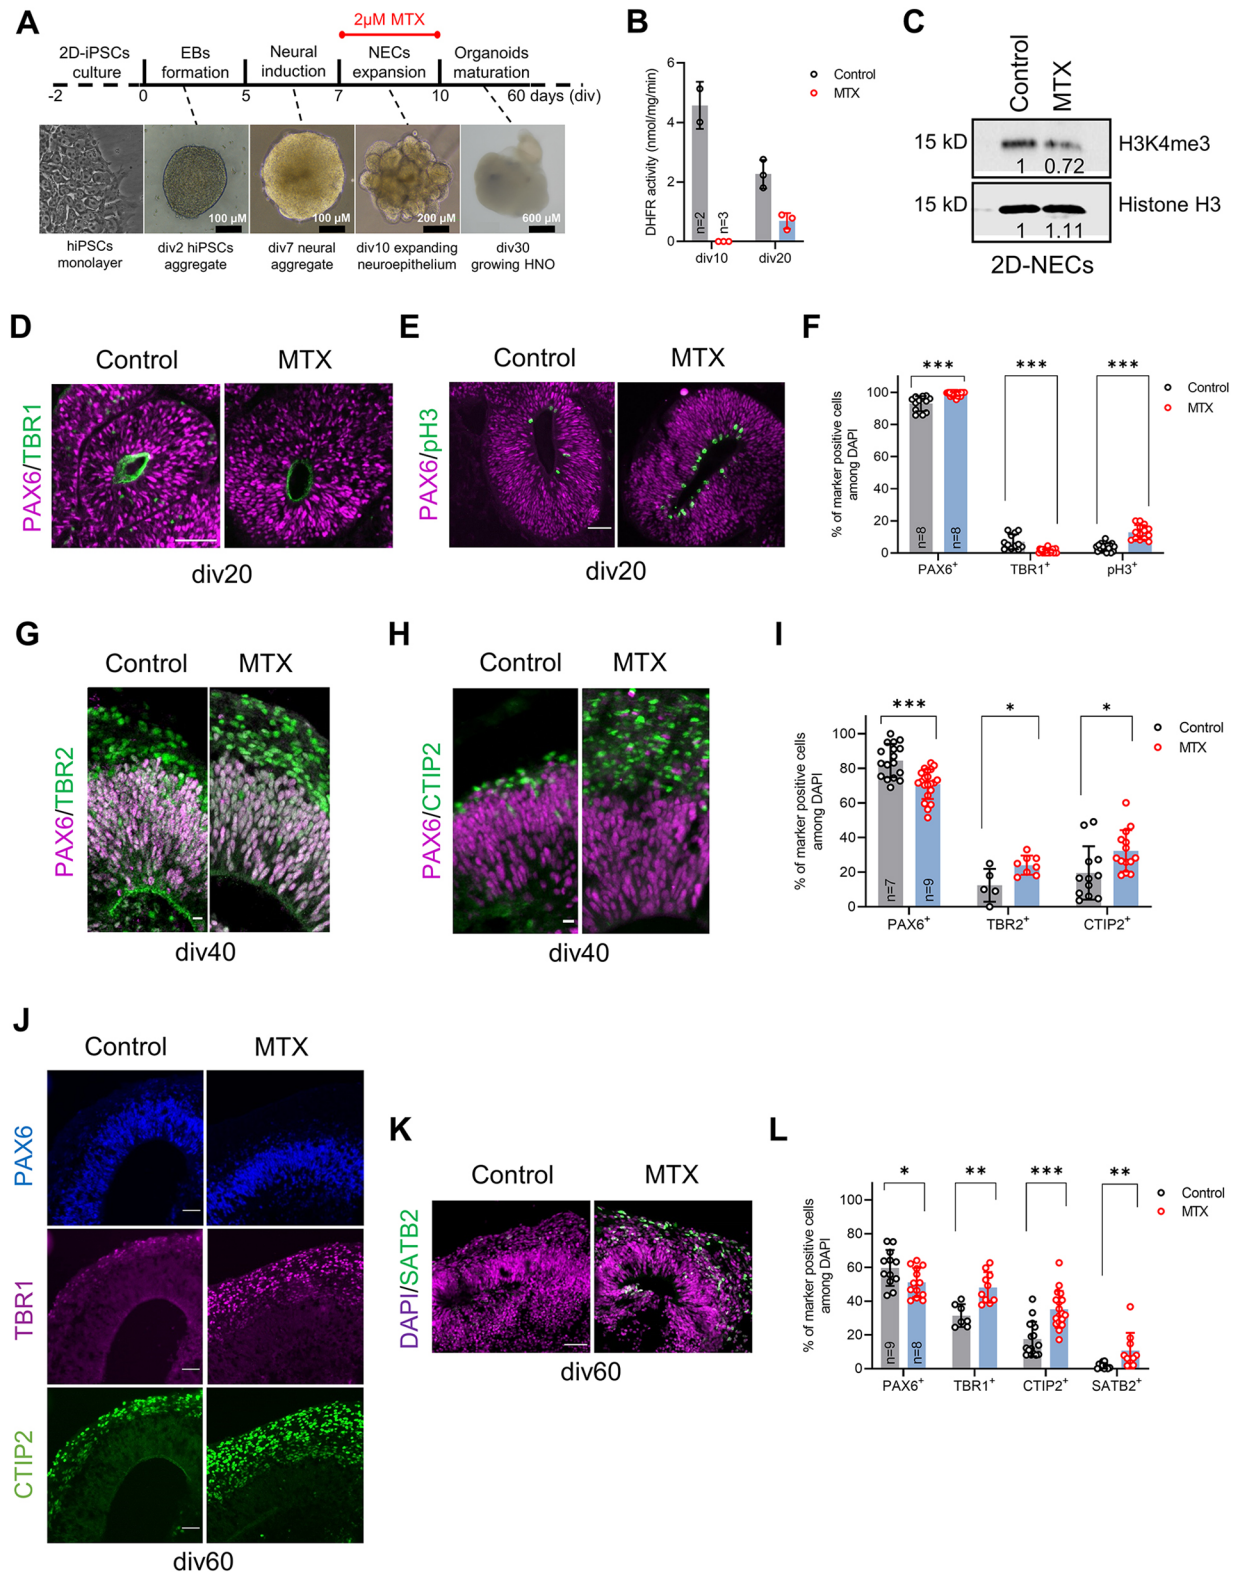 A
2µM MTX
2D-iPSCs culture
EBs formation
Neural induction
NECs expansion
Organoids maturation
-2 0 5 7 10 60 days (div)
100 µM
100 µM
200 µM
600 µM
hiPSCs monolayer
div2 hiPSCs aggregate
div7 neural aggregate
div10 expanding neuroepithelium
div30 growing HNO
B
DHFR activity (nmol/mg/min)
6
4
2
0
n=2
n=3
div10 div20
Control
MTX
C
Control MTX
15 kD
1 0.72
H3K4me3
15 kD
1 1.11
Histone H3
2D-NECs
D
Control MTX
PAX6/TBR1
div20
E
Control MTX
PAX6/pH3
div20
F
% of marker positive cells among DAPI
100
80
60
40
20
0
*** *** ***
n=8
n=8
PAX6+ TBR1+ pH3+
Control
MTX
G
Control MTX
PAX6/TBR2
div40
H
Control MTX
PAX6/CTIP2
div40
I
% of marker positive cells among DAPI
100
80
60
40
20
0
*** * *
n=7
n=9
PAX6+ TBR2+ CTIP2+
Control
MTX
J
Control MTX
PAX6
TBR1
CTIP2
div60
K
Control MTX
DAPI/SATB2
div60
L
% of marker positive cells among DAPI
100
80
60
40
20
0
* ** *** **
n=9
n=8
PAX6+ TBR1+ CTIP2+ SATB2+
Control
MTX